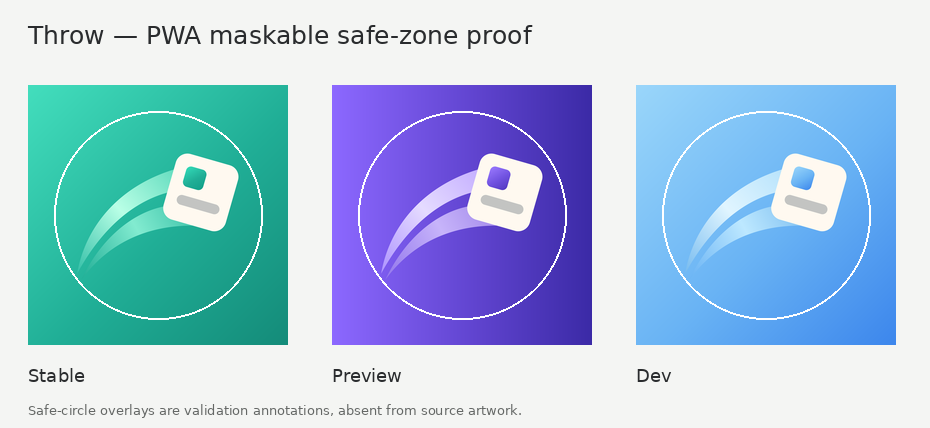 Throw — PWA maskable safe-zone proof
Stable
Preview
Dev
Safe-circle overlays are validation annotations, absent from source artwork.